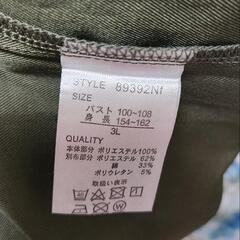 STYLE 89392Nf
SIZE
バスト 100~108
身 長 154~162
3L
QUALITY
本体部分 ポリエステル100%
別布部分 ポリエステル 62%
綿 33%
ポリウレタン 5%
取扱い表示